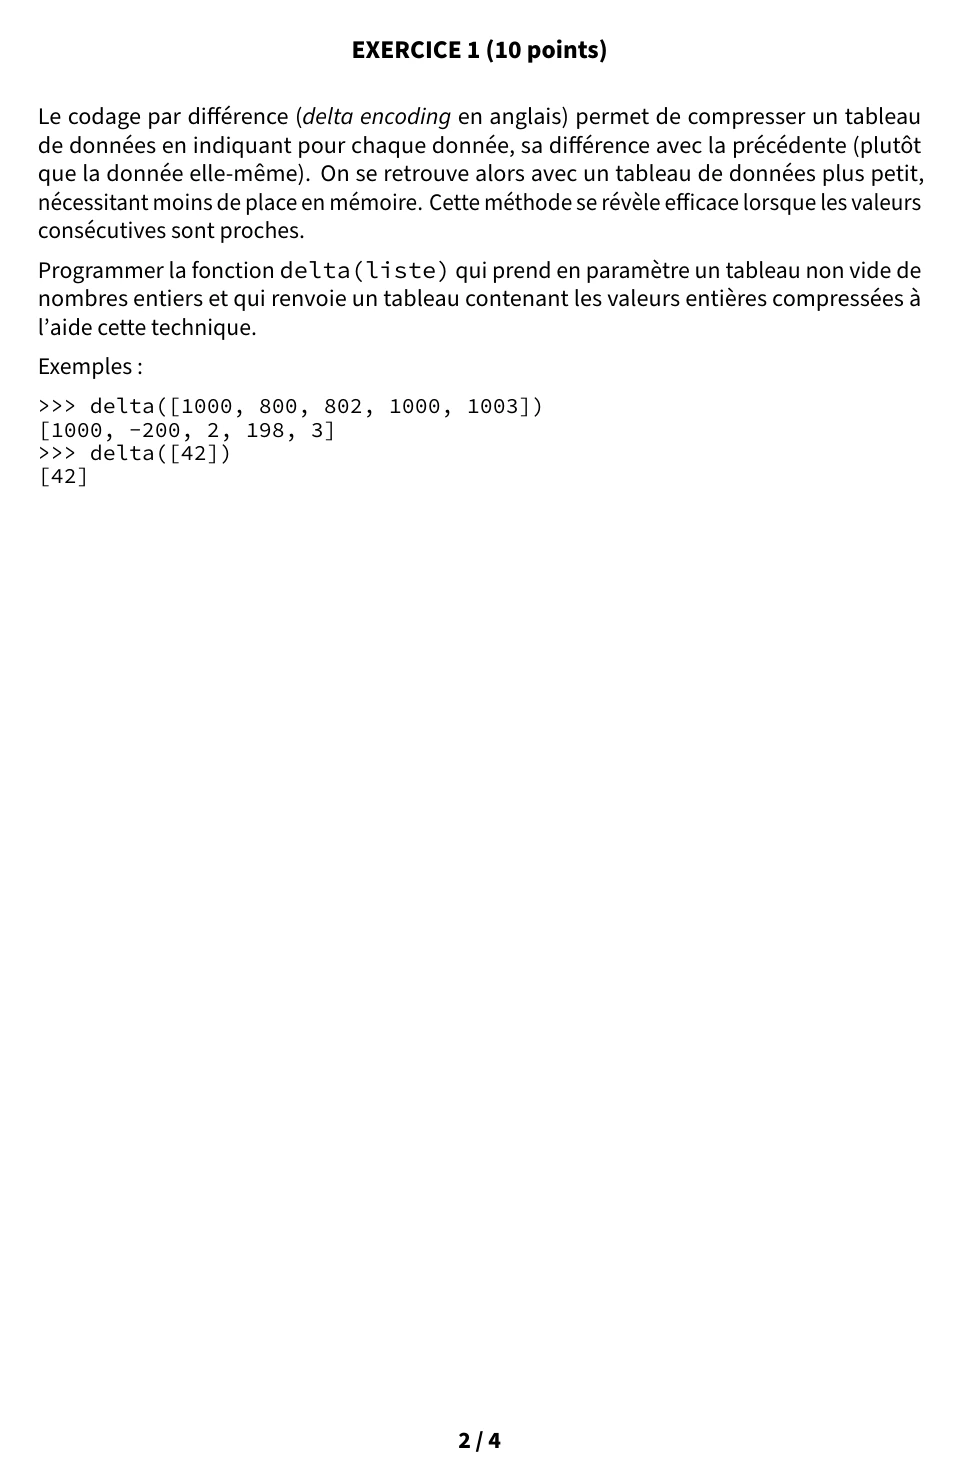 EXERCICE 1 (10 points)
Le codage par différence (delta encoding en anglais) permet de compresser un tableau
de données en indiquant pour chaque donnée, sa différence avec la précédente (plutôt
que la donnée elle-même). On se retrouve alors avec un tableau de données plus petit,
nécessitant moins de place en mémoire. Cette méthode se révèle efficace lorsque les valeurs
consécutives sont proches.
Programmer la fonction delta(liste) qui prend en paramètre un tableau non vide de
nombres entiers et qui renvoie un tableau contenant les valeurs entières compressées à
l’aide cette technique.
Exemples :
>>> delta([1000, 800, 802, 1000, 1003])
[1000, -200, 2, 198, 3]
>>> delta([42])
[42]
2 / 4